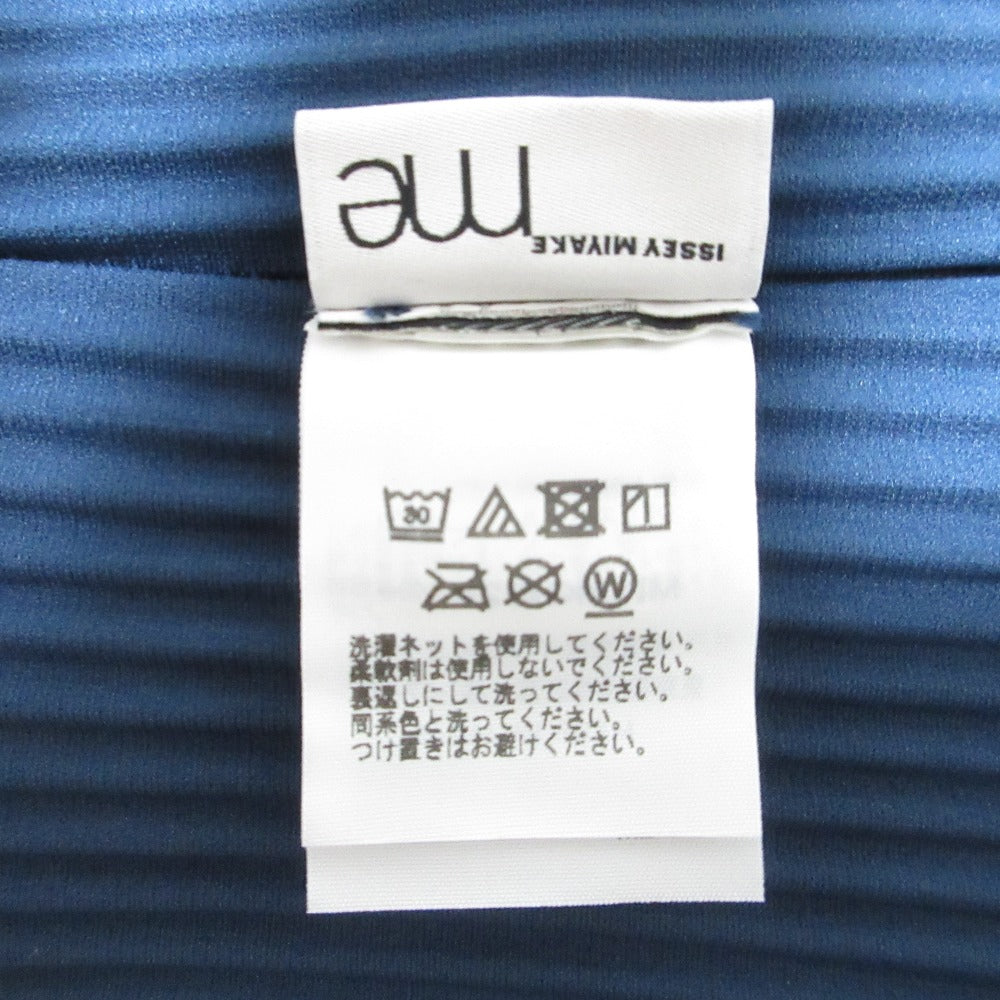 me
ISSEY MIYAKE
30
W
洗濯ネットを使用してください。
柔軟剤は使用しないでください。
裏返しにして洗ってください。
同系色と洗ってください。
つけ置きはお避けください。